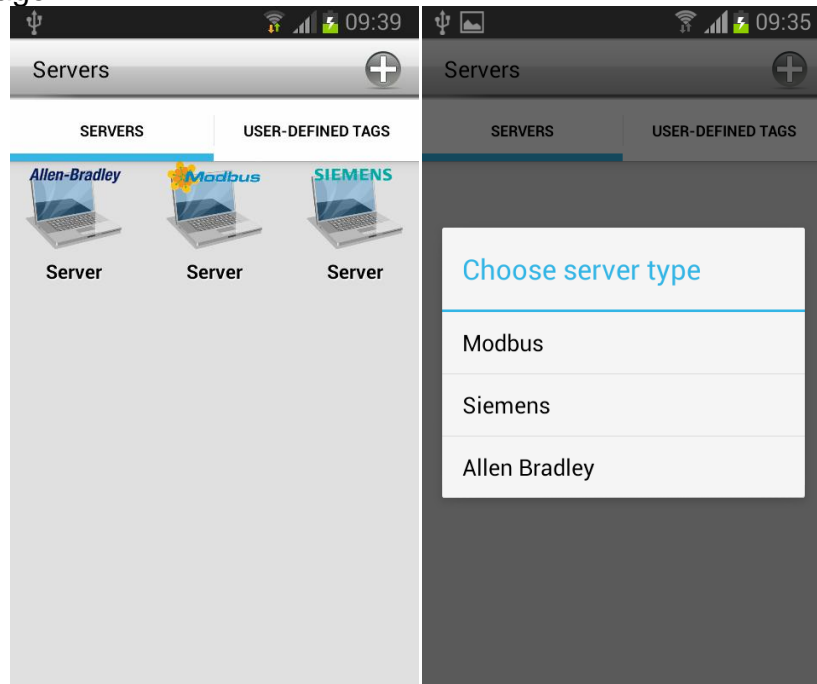 09:39
Servers
SERVERS USER-DEFINED TAGS
Allen-Bradley Modbus SIEMENS
Server Server Server
09:35
Servers
SERVERS USER-DEFINED TAGS
Choose server type
Modbus
Siemens
Allen Bradley